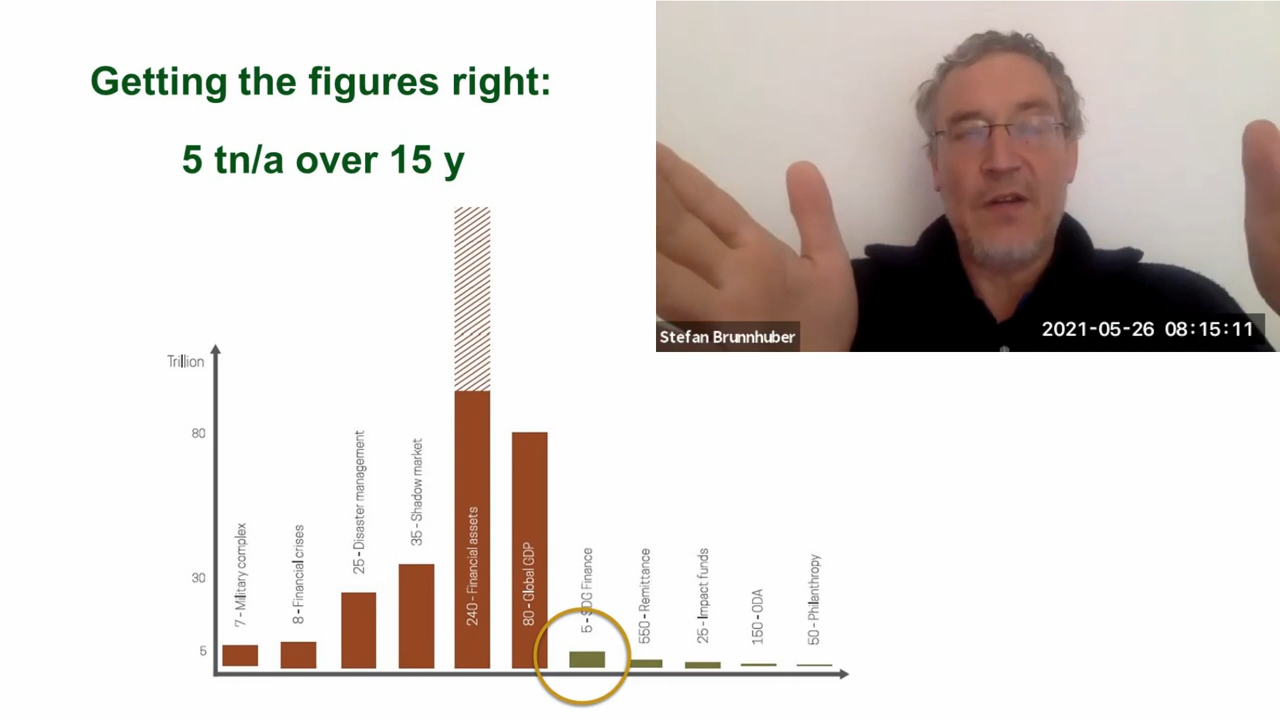 Getting the figures right:
5 tn/a over 15 y
Trillion
80
30
5
7 - Military complex
8 - Financial crises
25 - Disaster management
35 - Shadow market
240 - Financial assets
80 - Global GDP
5 - SDG Finance
550 - Remittance
25 - Impact funds
150 - ODA
50 - Philanthropy
Stefan Brunnhuber
2021-05-26 08:15:11